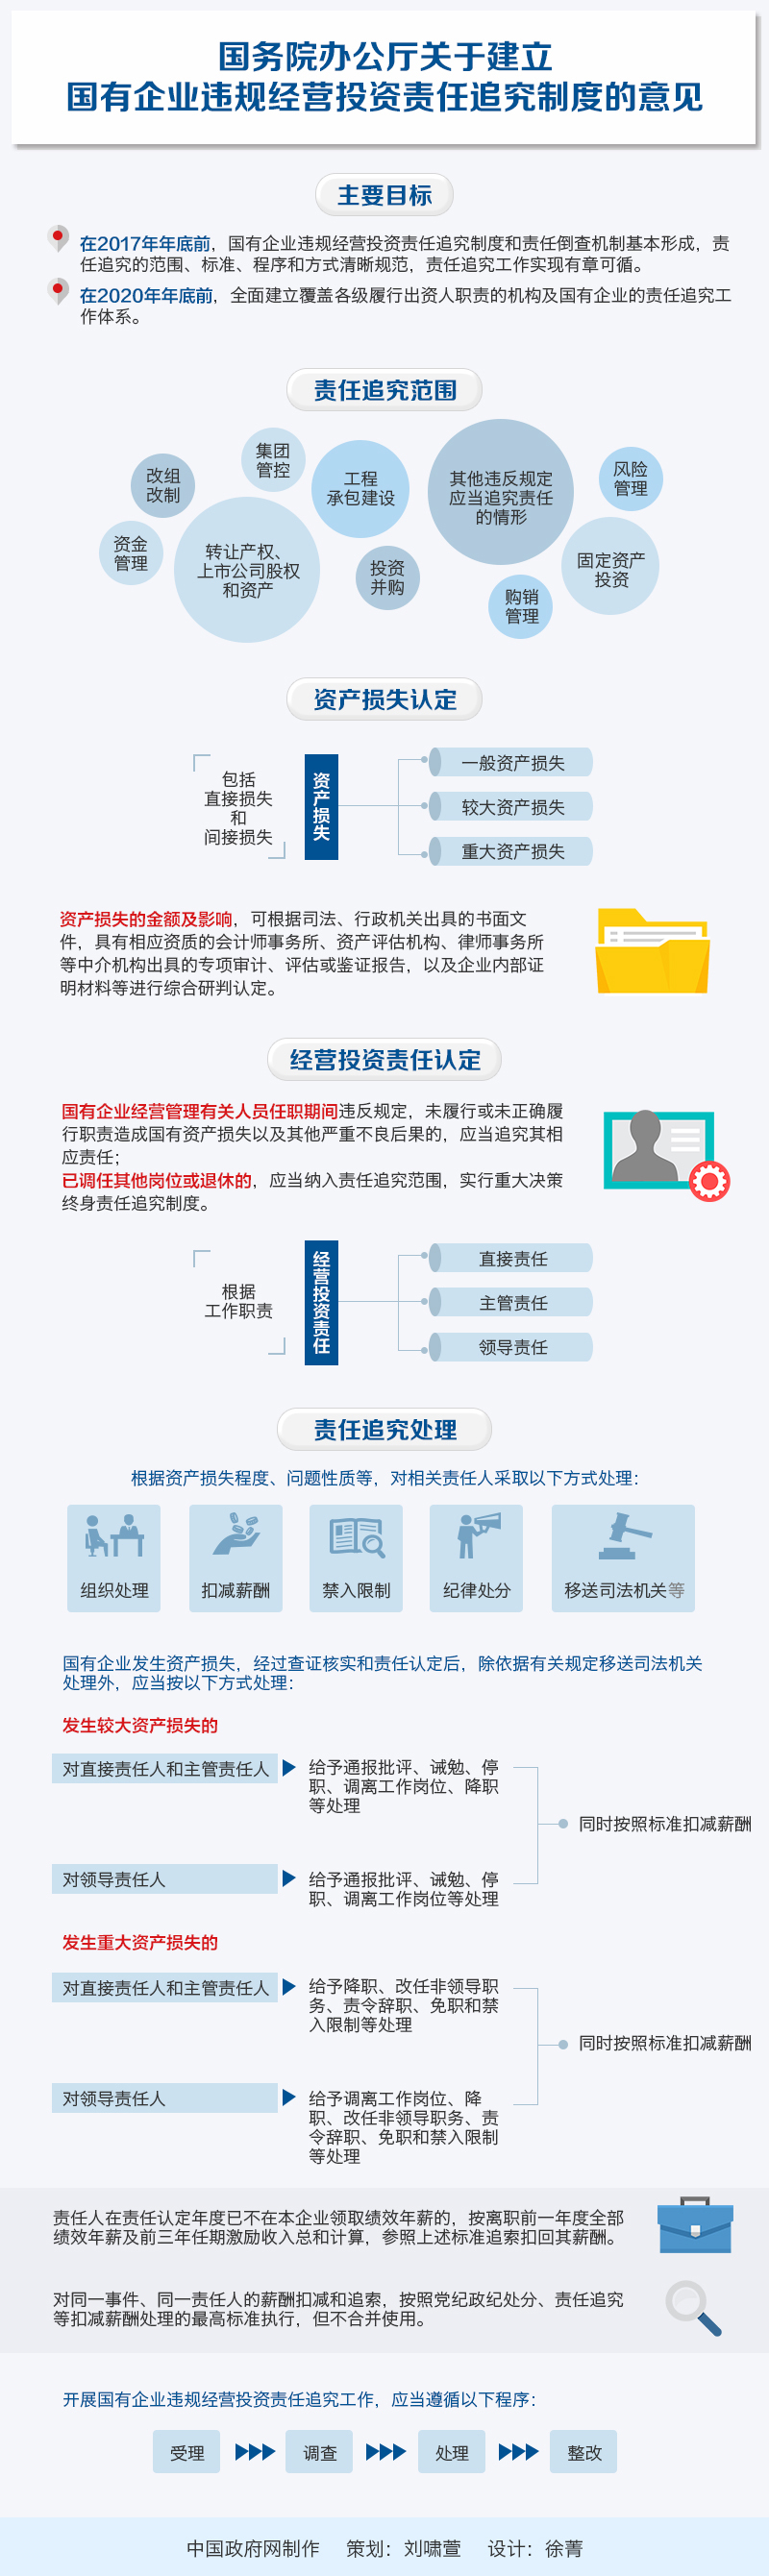 国务院办公厅关于建立
国有企业违规经营投资责任追究制度的意见
主要目标
在2017年年底前，国有企业违规经营投资责任追究制度和责任倒查机制基本形成，责
任追究的范围、标准、程序和方式清晰规范，责任追究工作实现有章可循。
在2020年年底前，全面建立覆盖各级履行出资人职责的机构及国有企业的责任追究工
作体系。
责任追究范围
改组
改制
集团
管控
工程
承包建设
其他违反规定
应当追究责任
的情形
风险
管理
资金
管理
转让产权、
上市公司股权
和资产
投资
并购
购销
管理
固定资产
投资
资产损失认定
包括
直接损失
和
间接损失
资产损失
一般资产损失
较大资产损失
重大资产损失
资产损失的金额及影响，可根据司法、行政机关出具的书面文
件，具有相应资质的会计师事务所、资产评估机构、律师事务所
等中介机构出具的专项审计、评估或鉴证报告，以及企业内部证
明材料等进行综合研判认定。
经营投资责任认定
国有企业经营管理有关人员任职期间违反规定，未履行或未正确履
行职责造成国有资产损失以及其他严重不良后果的，应当追究其相
应责任；
已调任其他岗位或退休的，应当纳入责任追究范围，实行重大决策
终身责任追究制度。
根据
工作职责
经营投资责任
直接责任
主管责任
领导责任
责任追究处理
根据资产损失程度、问题性质等，对相关责任人采取以下方式处理：
组织处理
扣减薪酬
禁入限制
纪律处分
移送司法机关等
国有企业发生资产损失，经过查证核实和责任认定后，除依据有关规定移送司法机关
处理外，应当按以下方式处理：
发生较大资产损失的
对直接责任人和主管责任人
给予通报批评、诫勉、停
职、调离工作岗位、降职
等处理
同时按照标准扣减薪酬
对领导责任人
给予通报批评、诫勉、停
职、调离工作岗位等处理
发生重大资产损失的
对直接责任人和主管责任人
给予降职、改任非领导职
务、责令辞职、免职和禁
入限制等处理
同时按照标准扣减薪酬
对领导责任人
给予调离工作岗位、降
职、改任非领导职务、责
令辞职、免职和禁入限制
等处理
责任人在责任认定年度已不在本企业领取绩效年薪的，按离职前一年度全部
绩效年薪及前三年任期激励收入总和计算，参照上述标准追索扣回其薪酬。
对同一事件、同一责任人的薪酬扣减和追索，按照党纪政纪处分、责任追究
等扣减薪酬处理的最高标准执行，但不合并使用。
开展国有企业违规经营投资责任追究工作，应当遵循以下程序：
受理
调查
处理
整改
中国政府网制作 策划：刘啸萱 设计：徐菁